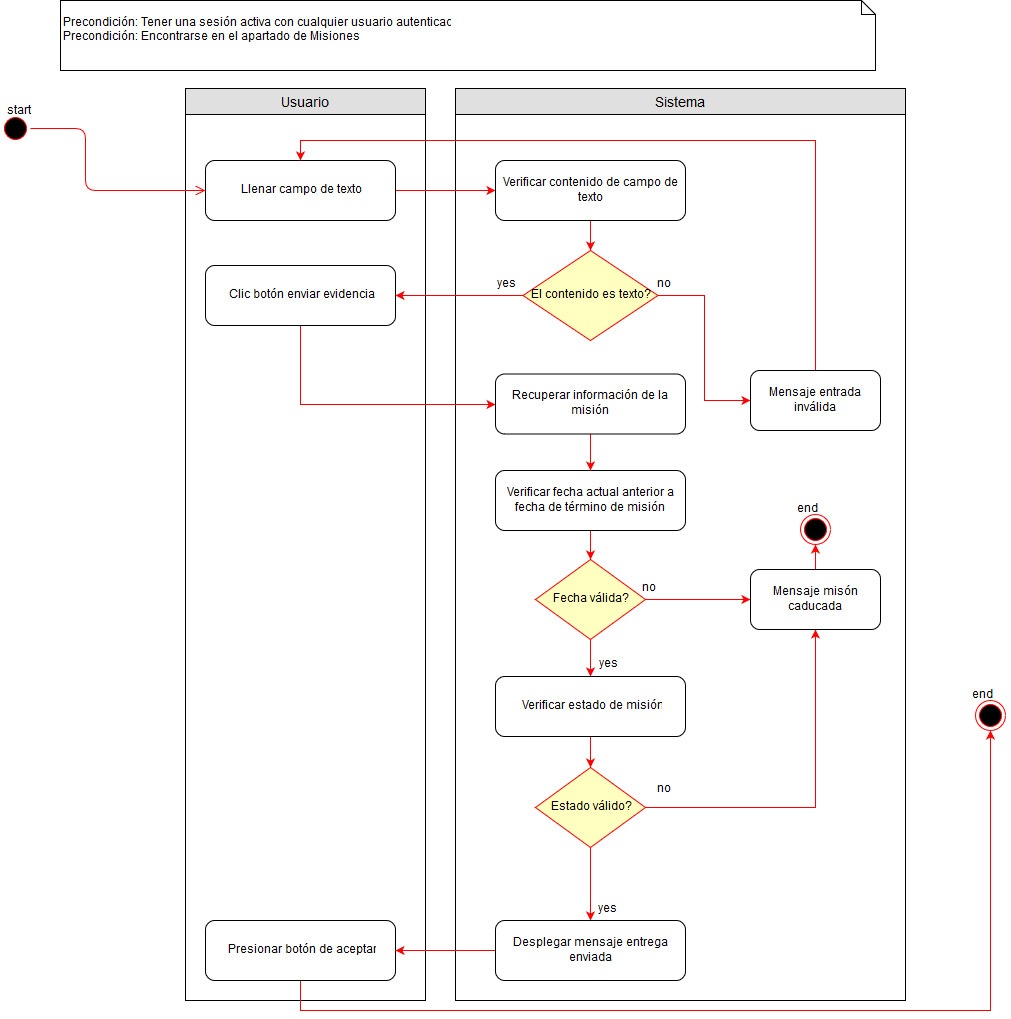 Precondición: Tener una sesión activa con cualquier usuario autenticac
Precondición: Encontrarse en el apartado de Misiones
Usuario
Sistema
start
Llenar campo de texto
Verificar contenido de campo de
texto
yes
El contenido es texto?
no
Clic botón enviar evidencia
Recuperar información de la
misión
Mensaje entrada
inválida
Verificar fecha actual anterior a
fecha de término de misión
end
Fecha válida?
no
Mensaje misón
caducada
yes
Verificar estado de misión
end
Estado válido?
no
yes
Presionar botón de aceptar
Desplegar mensaje entrega
enviada